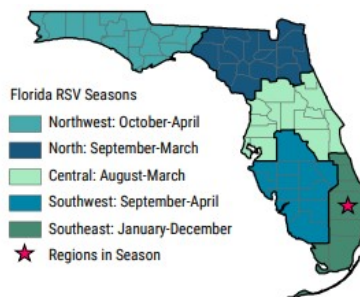 Florida RSV Seasons
Northwest: October-April
North: September-March
Central: August-March
Southwest: September-April
Southeast: January-December
Regions in Season